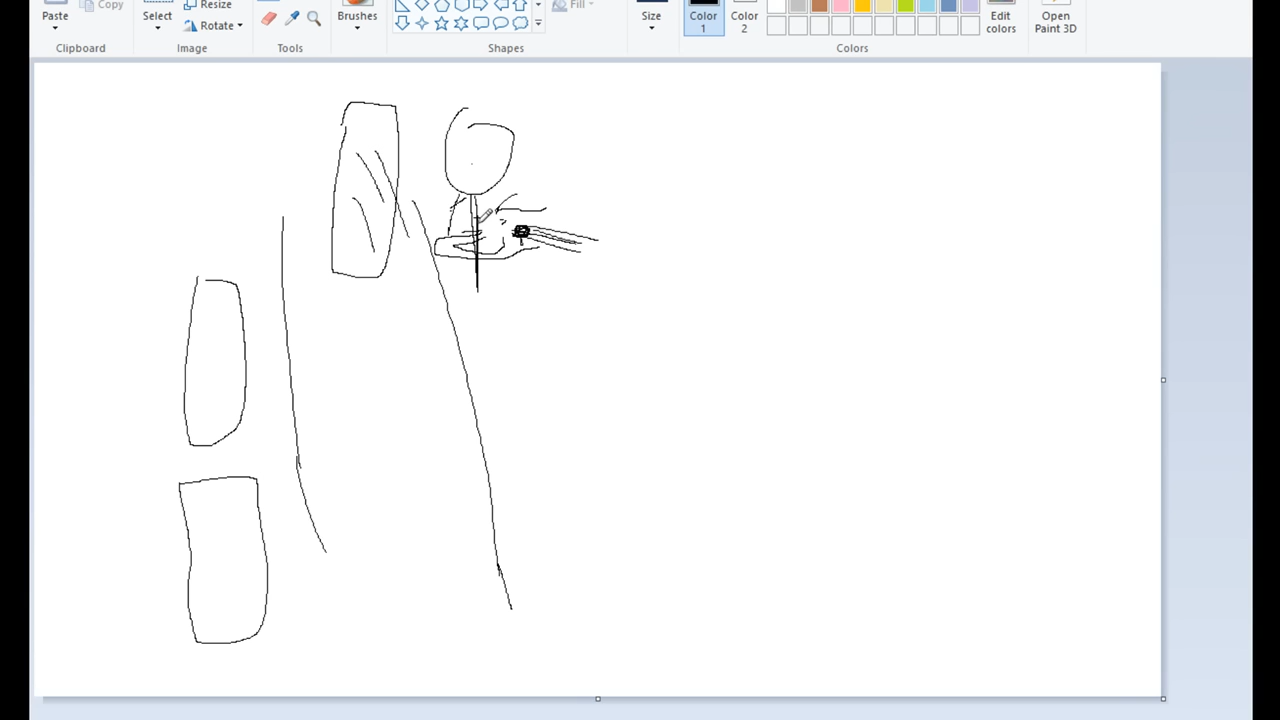 Paste
Copy
Select
Resize
Rotate
Brushes
Fill
Size
Color
1
Color
2
Edit
colors
Open
Paint 3D
Clipboard
Image
Tools
Shapes
Colors